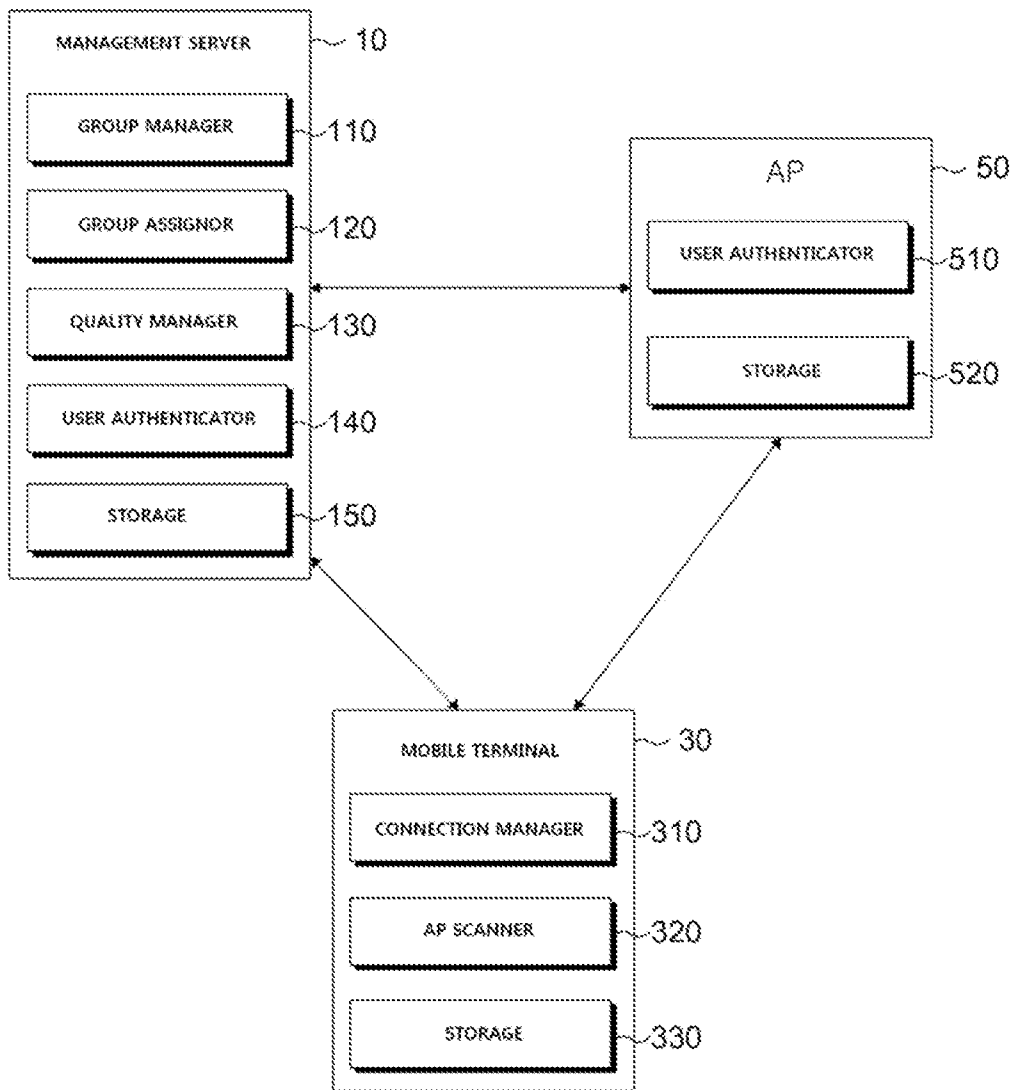 MANAGEMENT SERVER
10
GROUP MANAGER
110
GROUP ASSIGNOR
120
QUALITY MANAGER
130
USER AUTHENTICATOR
140
STORAGE
150
AP
50
USER AUTHENTICATOR
510
STORAGE
520
MOBILE TERMINAL
30
CONNECTION MANAGER
310
AP SCANNER
320
STORAGE
330